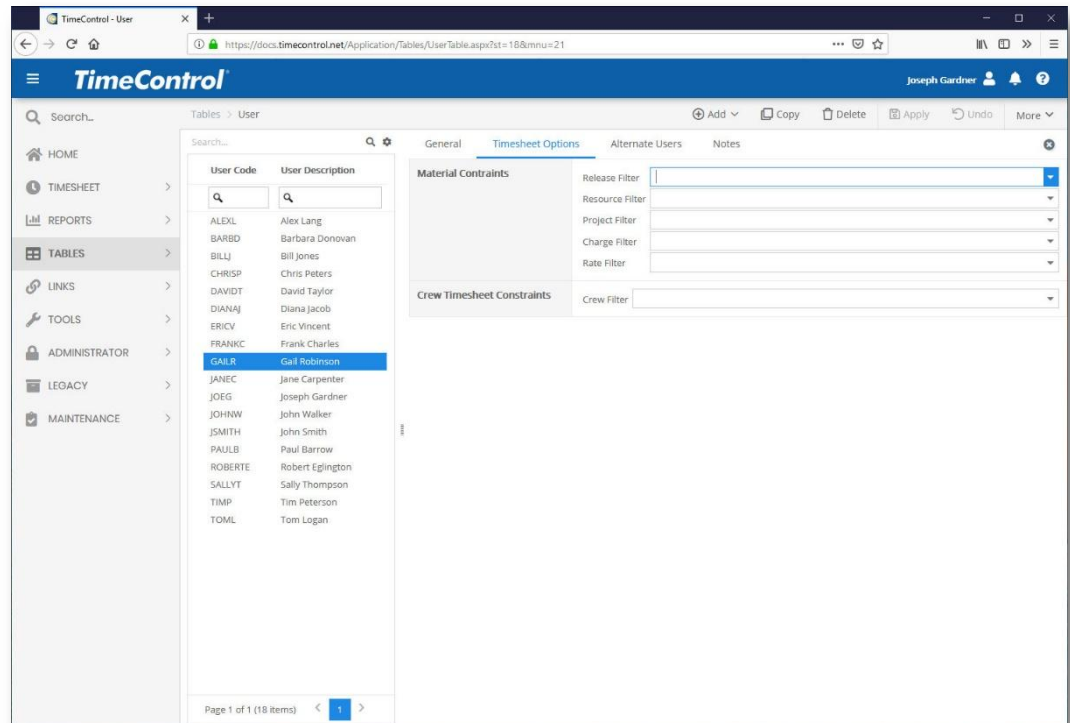 TimeControl - User
https://docs.timecontrol.net/Application/Tables/UserTable.aspx?st=18&mnu=21
TimeControl
Joseph Gardner
Search...
HOME
TIMESHEET
REPORTS
TABLES
LINKS
TOOLS
ADMINISTRATOR
LEGACY
MAINTENANCE
Tables > User
Add
Copy
Delete
Apply
Undo
More
Search...
User Code User Description
ALEXL Alex Lang
BARBD Barbara Donovan
BILLJ Bill Jones
CHRISP Chris Peters
DAVIDT David Taylor
DIANAJ Diana Jacob
ERICV Eric Vincent
FRANKC Frank Charles
GAILR Gail Robinson
JANEC Jane Carpenter
JOEG Joseph Gardner
JOHNW John Walker
JSMITH John Smith
PAULB Paul Barrow
ROBERTE Robert Eglington
SALLYT Sally Thompson
TIMP Tim Peterson
TOML Tom Logan
Page 1 of 1 (18 items) < 1 >
General Timesheet Options Alternate Users Notes
Material Contraints
Release Filter
Resource Filter
Project Filter
Charge Filter
Rate Filter
Crew Timesheet Constraints
Crew Filter